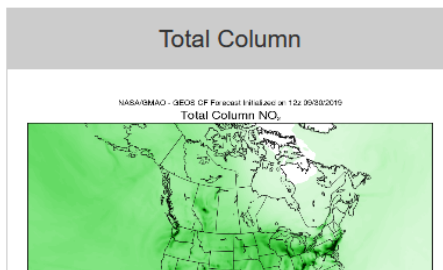 Total Column
NASA/GMAO - GEOS CF Forecast Initialized on 12z 09/30/2019
Total Column NO₂